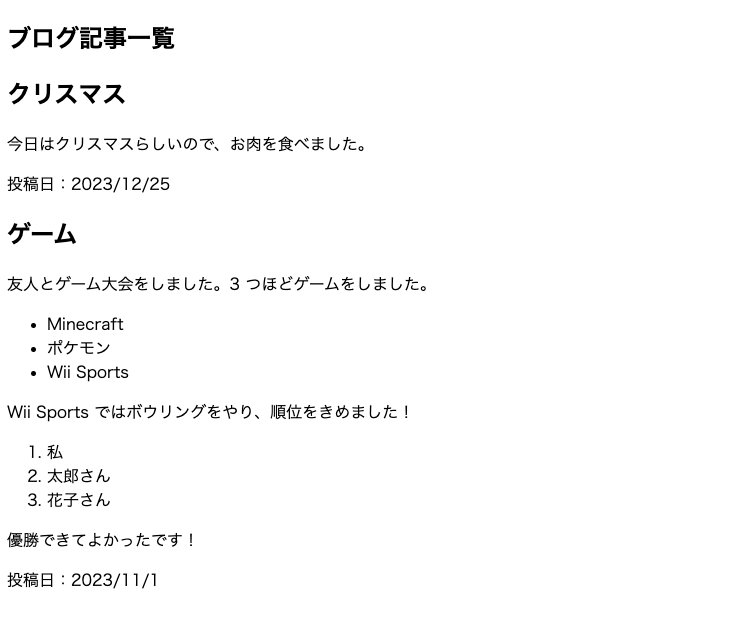 ブログ記事一覧
クリスマス
今日はクリスマスらしいので、お肉を食べました。
投稿日：2023/12/25
ゲーム
友人とゲーム大会をしました。3 つほどゲームをしました。
• Minecraft
• ポケモン
• Wii Sports
Wii Sports ではボウリングをやり、順位をきめました！
1. 私
2. 太郎さん
3. 花子さん
優勝できてよかったです！
投稿日：2023/11/1